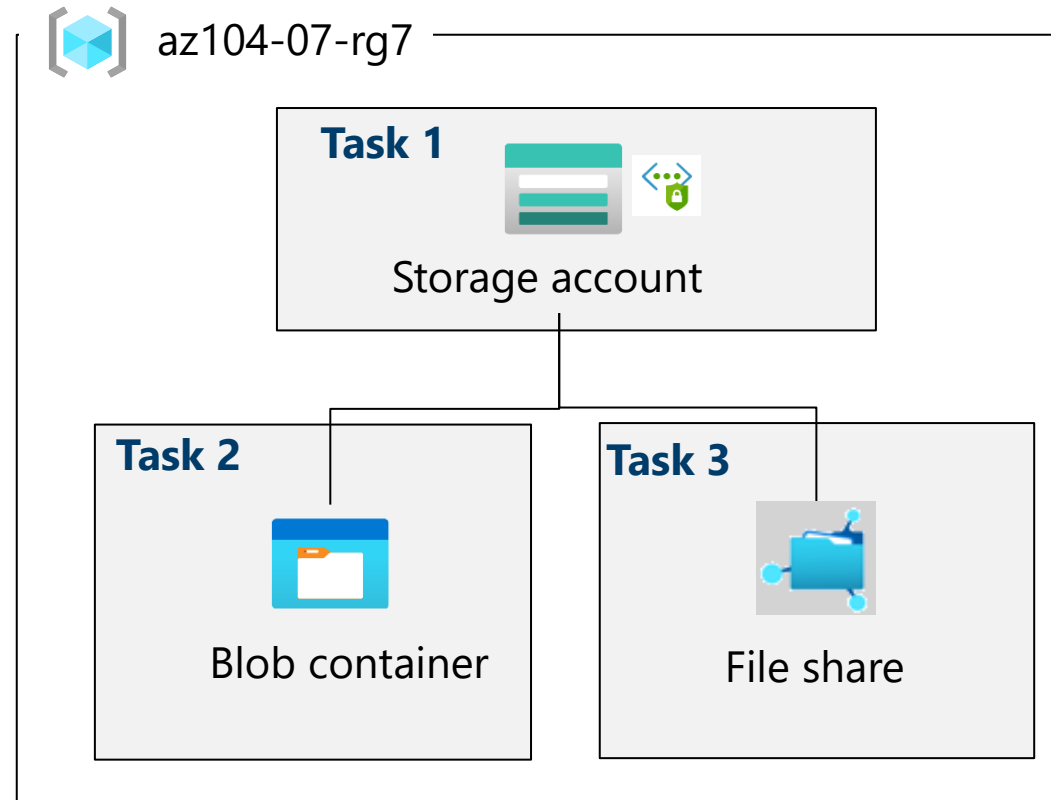 az104-07-rg7
Task 1
Storage account
Task 2
Blob container
Task 3
File share